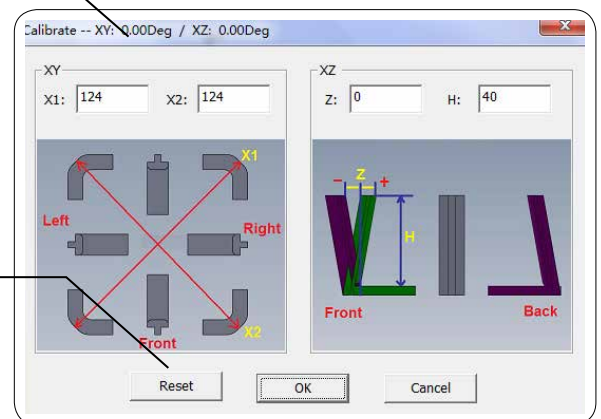 Calibrate -- XY: 0.00Deg / XZ: 0.00Deg
XY
X1: 124 X2: 124
X1
Left
Right
Front
X2
XZ
Z: 0 H: 40
- Z +
H
Front
Back
Reset
OK
Cancel